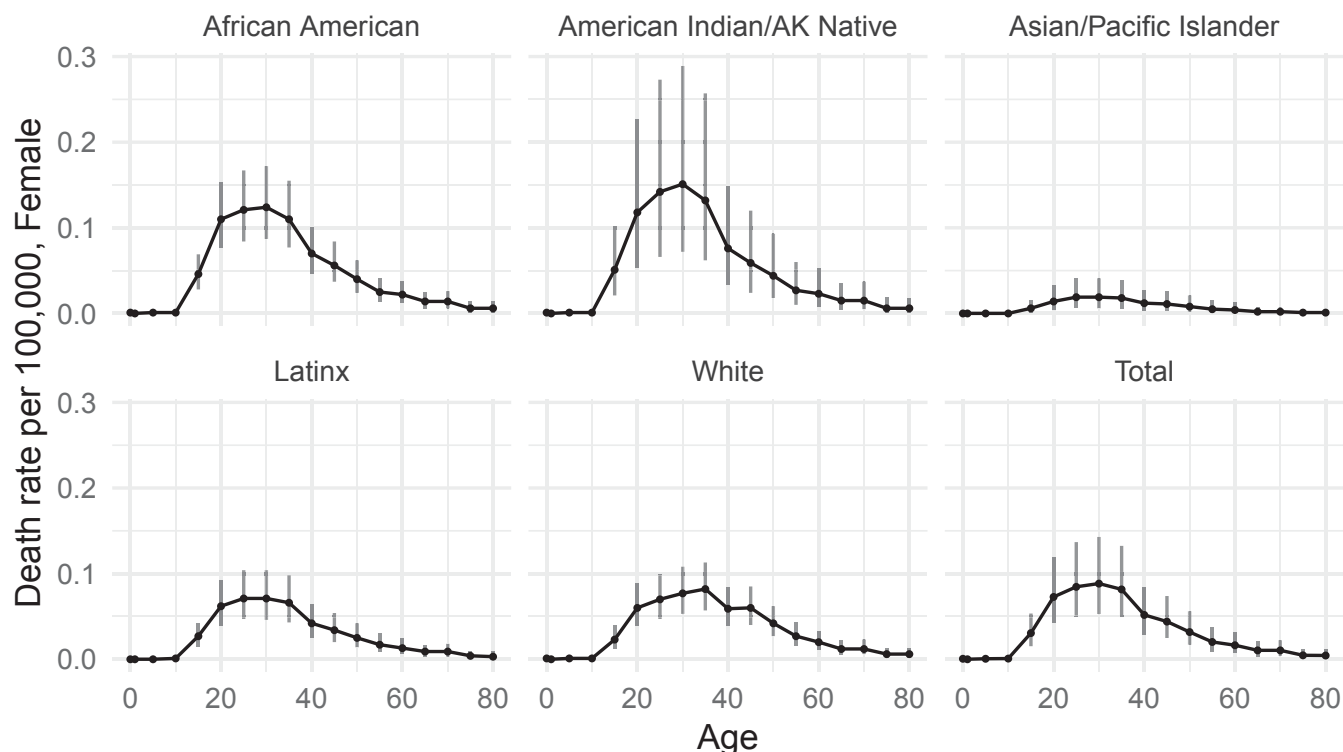 African American American Indian/AK Native Asian/Pacific Islander
0.3
0.2
0.1
0.0
Death rate per 100,000, Female
Latinx White Total
0.3
0.2
0.1
0.0
0 20 40 60 80 0 20 40 60 80 0 20 40 60 80
Age